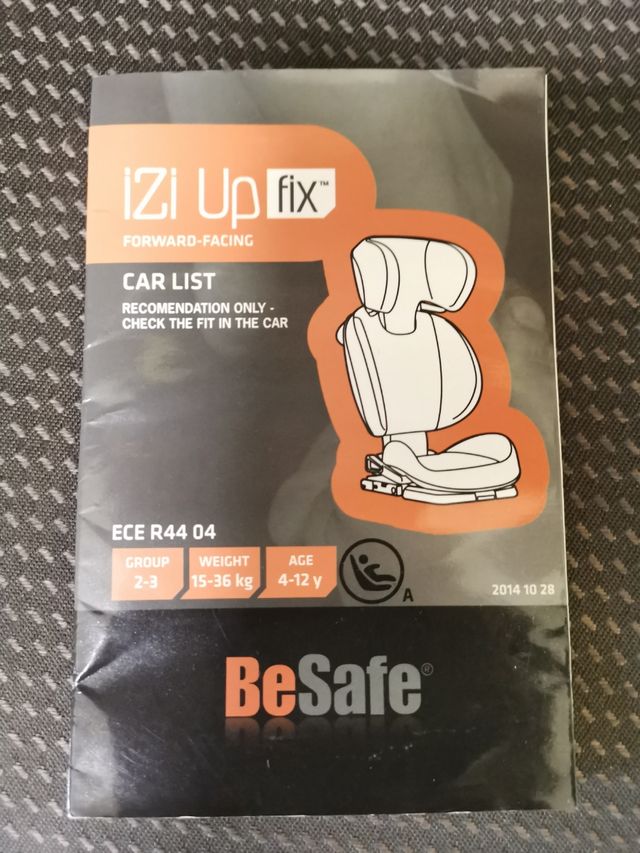 iZi Up fix™
FORWARD-FACING
CAR LIST
RECOMENDATION ONLY -
CHECK THE FIT IN THE CAR
ECE R44 04
GROUP
2-3
WEIGHT
15-36 kg
AGE
4-12 y
A
2014 10 28
BeSafe®